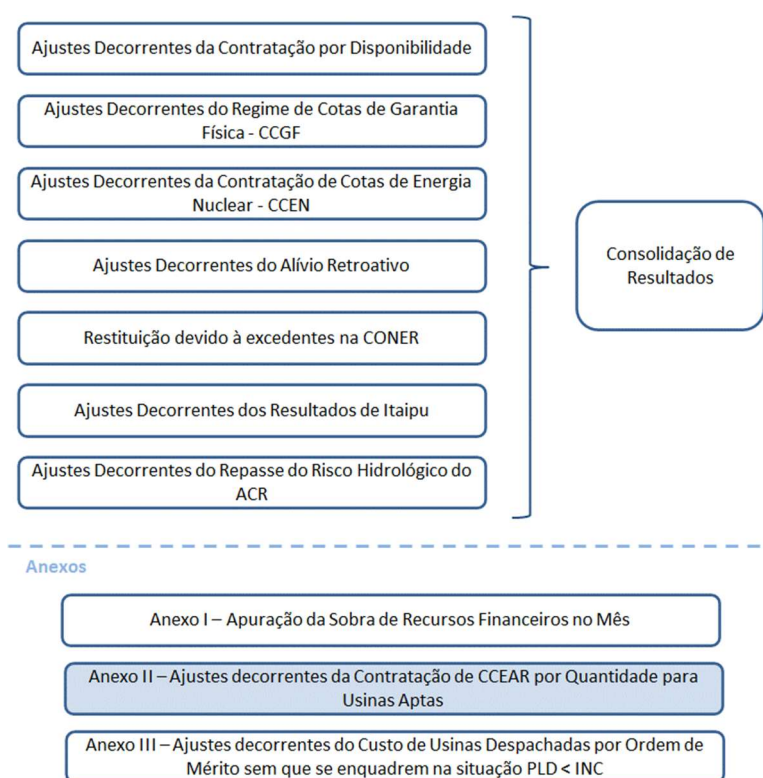 Ajustes Decorrentes da Contratação por Disponibilidade
Ajustes Decorrentes do Regime de Cotas de Garantia
Física - CCGF
Ajustes Decorrentes da Contratação de Cotas de Energia
Nuclear - CCEN
Ajustes Decorrentes do Alívio Retroativo
Restituição devido à excedentes na CONER
Ajustes Decorrentes dos Resultados de Itaipu
Ajustes Decorrentes do Repasse do Risco Hidrológico do
ACR
Consolidação de
Resultados
Anexos
Anexo I – Apuração da Sobra de Recursos Financeiros no Mês
Anexo II – Ajustes decorrentes da Contratação de CCEAR por Quantidade para
Usinas Aptas
Anexo III – Ajustes decorrentes do Custo de Usinas Despachadas por Ordem de
Mérito sem que se enquadrem na situação PLD < INC